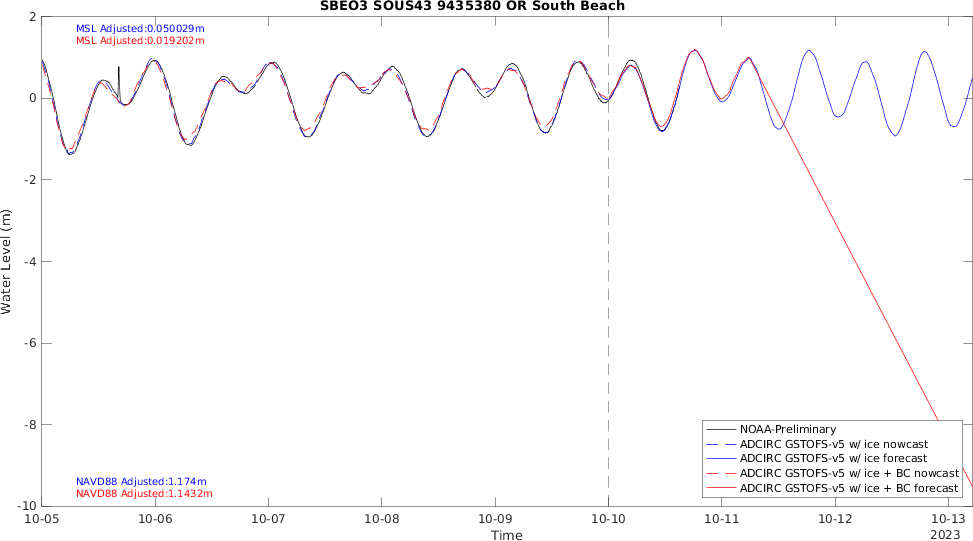 SBEO3 SOUS43 9435380 OR South Beach
MSL Adjusted:0.050029m
MSL Adjusted:0.019202m
2
0
-2
-4
-6
-8
-10
Water Level (m)
NOAA-Preliminary
ADCIRC GSTOFS-v5 w/ ice nowcast
ADCIRC GSTOFS-v5 w/ ice forecast
ADCIRC GSTOFS-v5 w/ ice + BC nowcast
ADCIRC GSTOFS-v5 w/ ice + BC forecast
NAVD88 Adjusted:1.174m
NAVD88 Adjusted:1.1432m
10-05 10-06 10-07 10-08 10-09 10-10 10-11 10-12 10-13
2023
Time